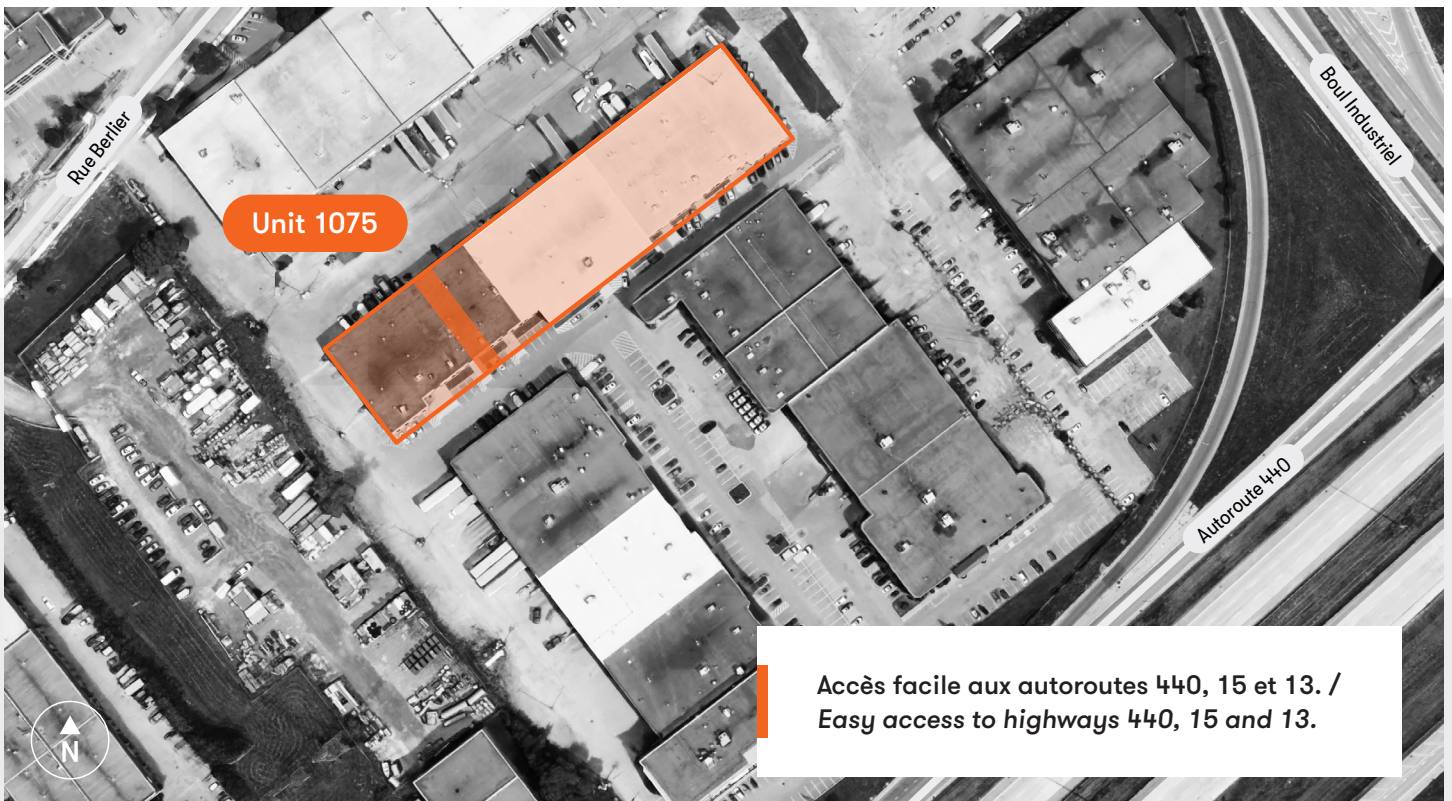 Rue Berlier
Boul Industriel
Unit 1075
Autoroute 440
Accès facile aux autoroutes 440, 15 et 13. /
Easy access to highways 440, 15 and 13.
N